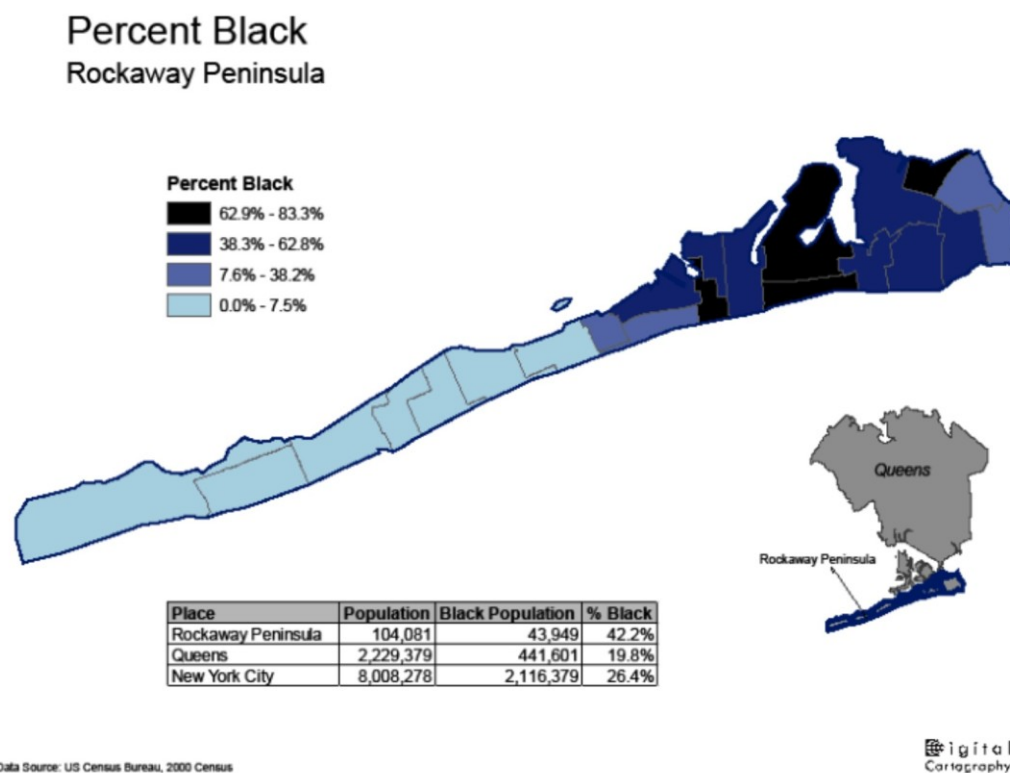 Percent Black
Rockaway Peninsula
Percent Black
62.9% - 83.3%
38.3% - 62.8%
7.6% - 38.2%
0.0% - 7.5%
Queens
Rockaway Peninsula
Place Population Black Population % Black
Rockaway Peninsula 104,081 43,949 42.2%
Queens 2,229,379 441,601 19.8%
New York City 8,008,278 2,116,379 26.4%
Data Source: US Census Bureau, 2000 Census
Digital
Cartography